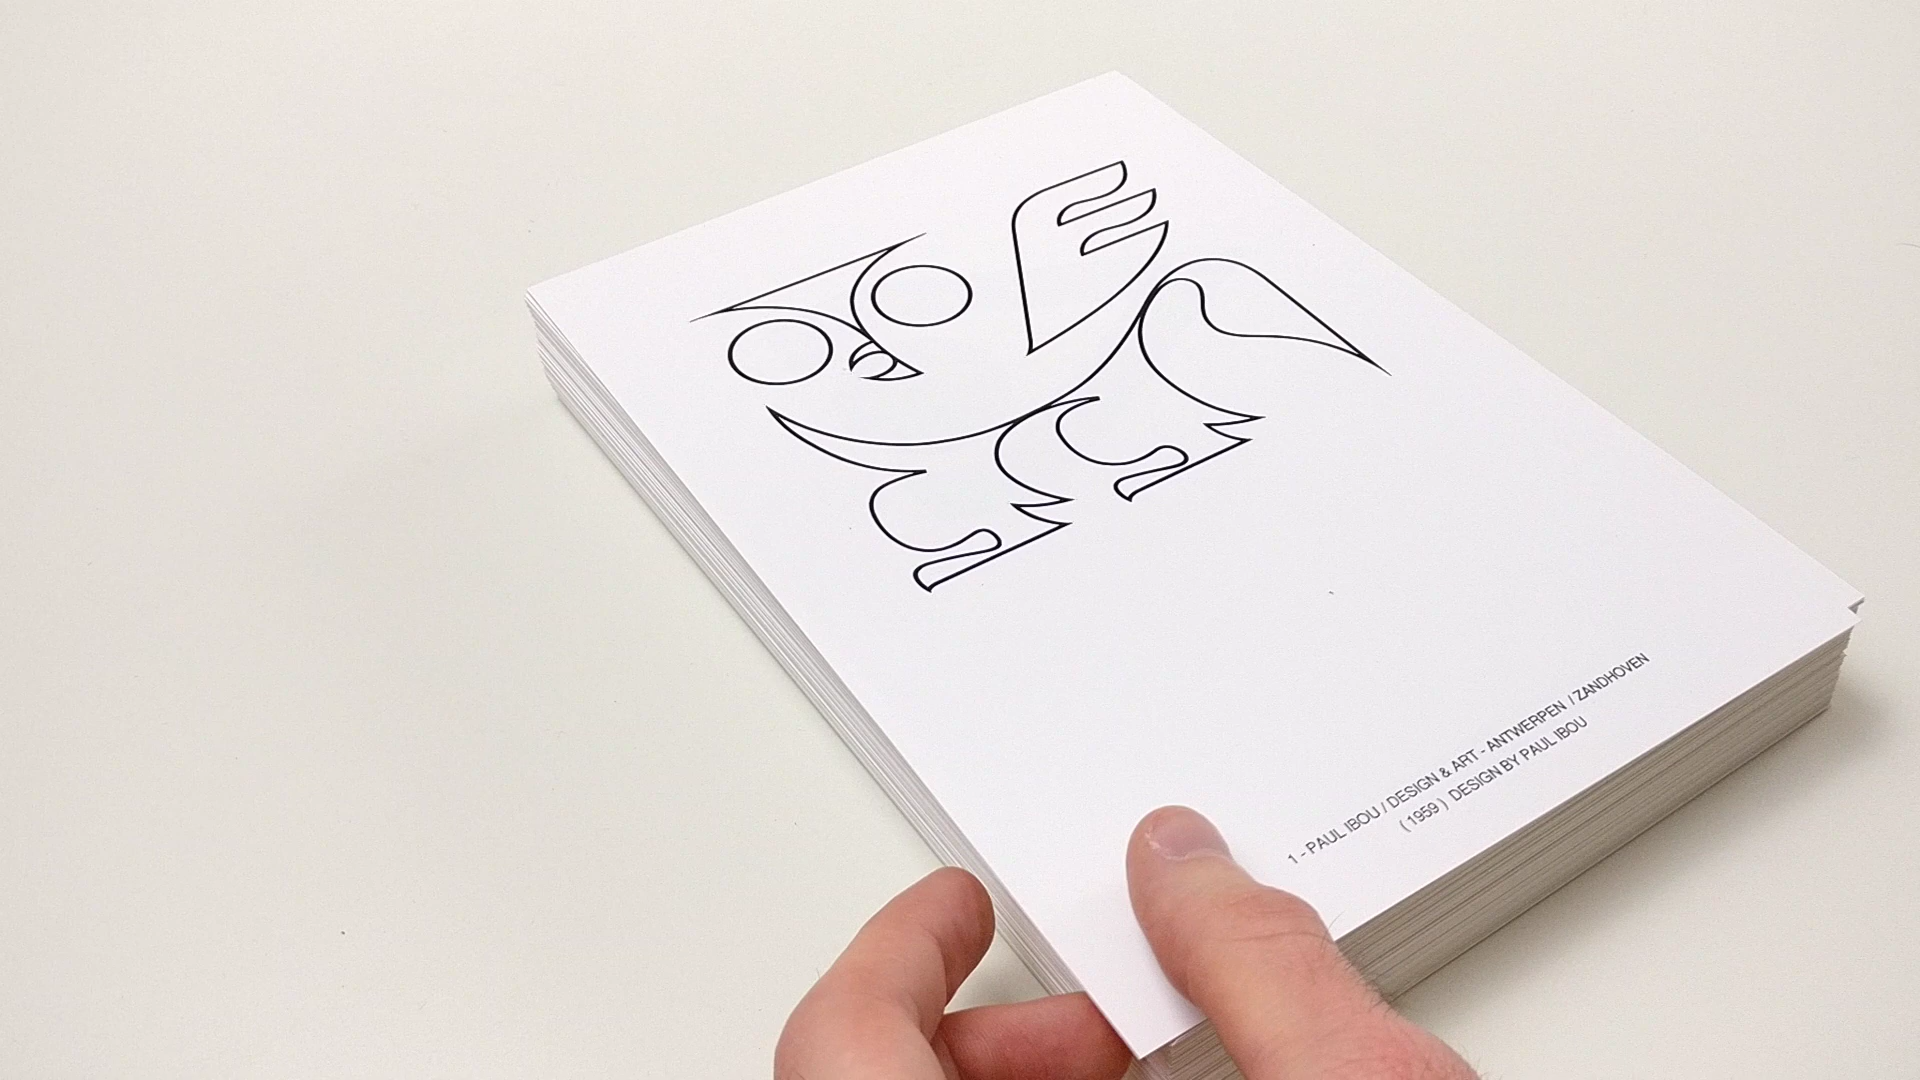 1 - PAUL IBOU / DESIGN & ART - ANTWERPEN / ZANDHOVEN
( 1959 ) DESIGN BY PAUL IBOU